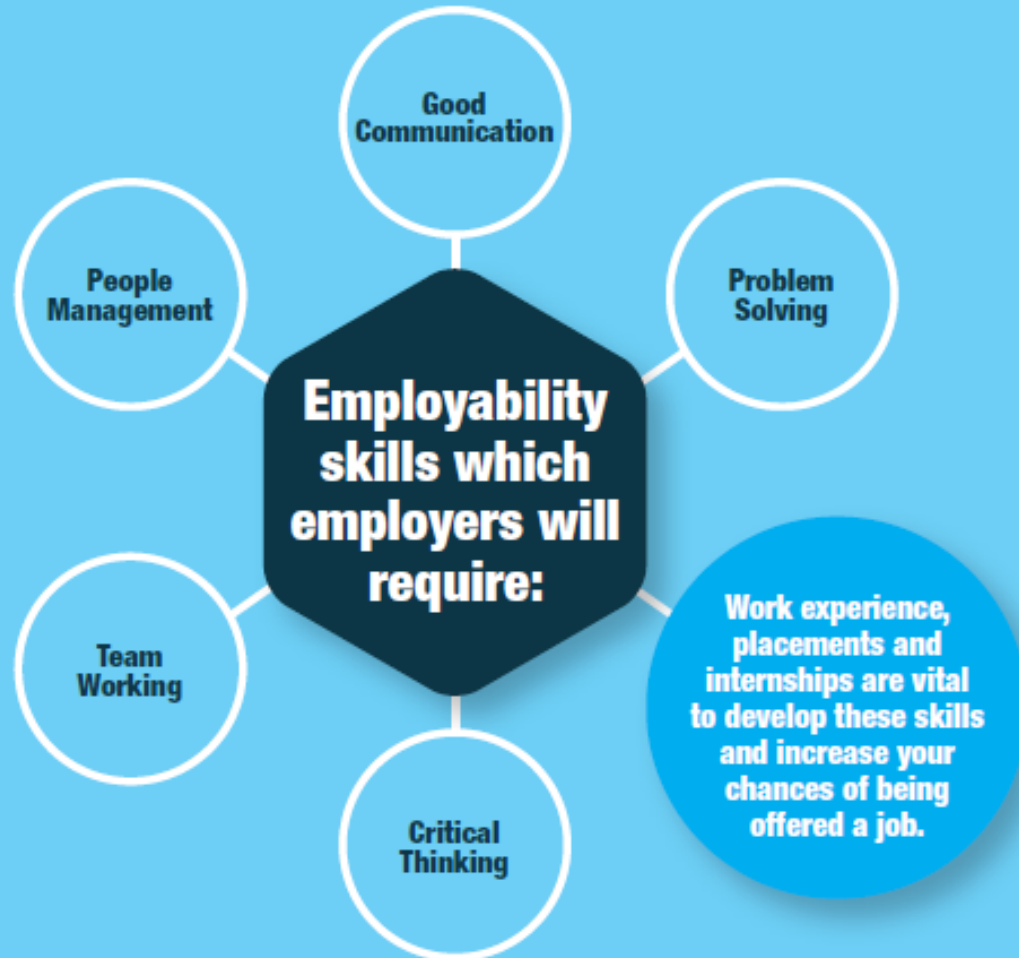 Good
Communication
People
Management
Problem
Solving
Employability
skills which
employers will
require:
Team
Working
Work experience,
placements and
internships are vital
to develop these skills
and increase your
chances of being
offered a job.
Critical
Thinking